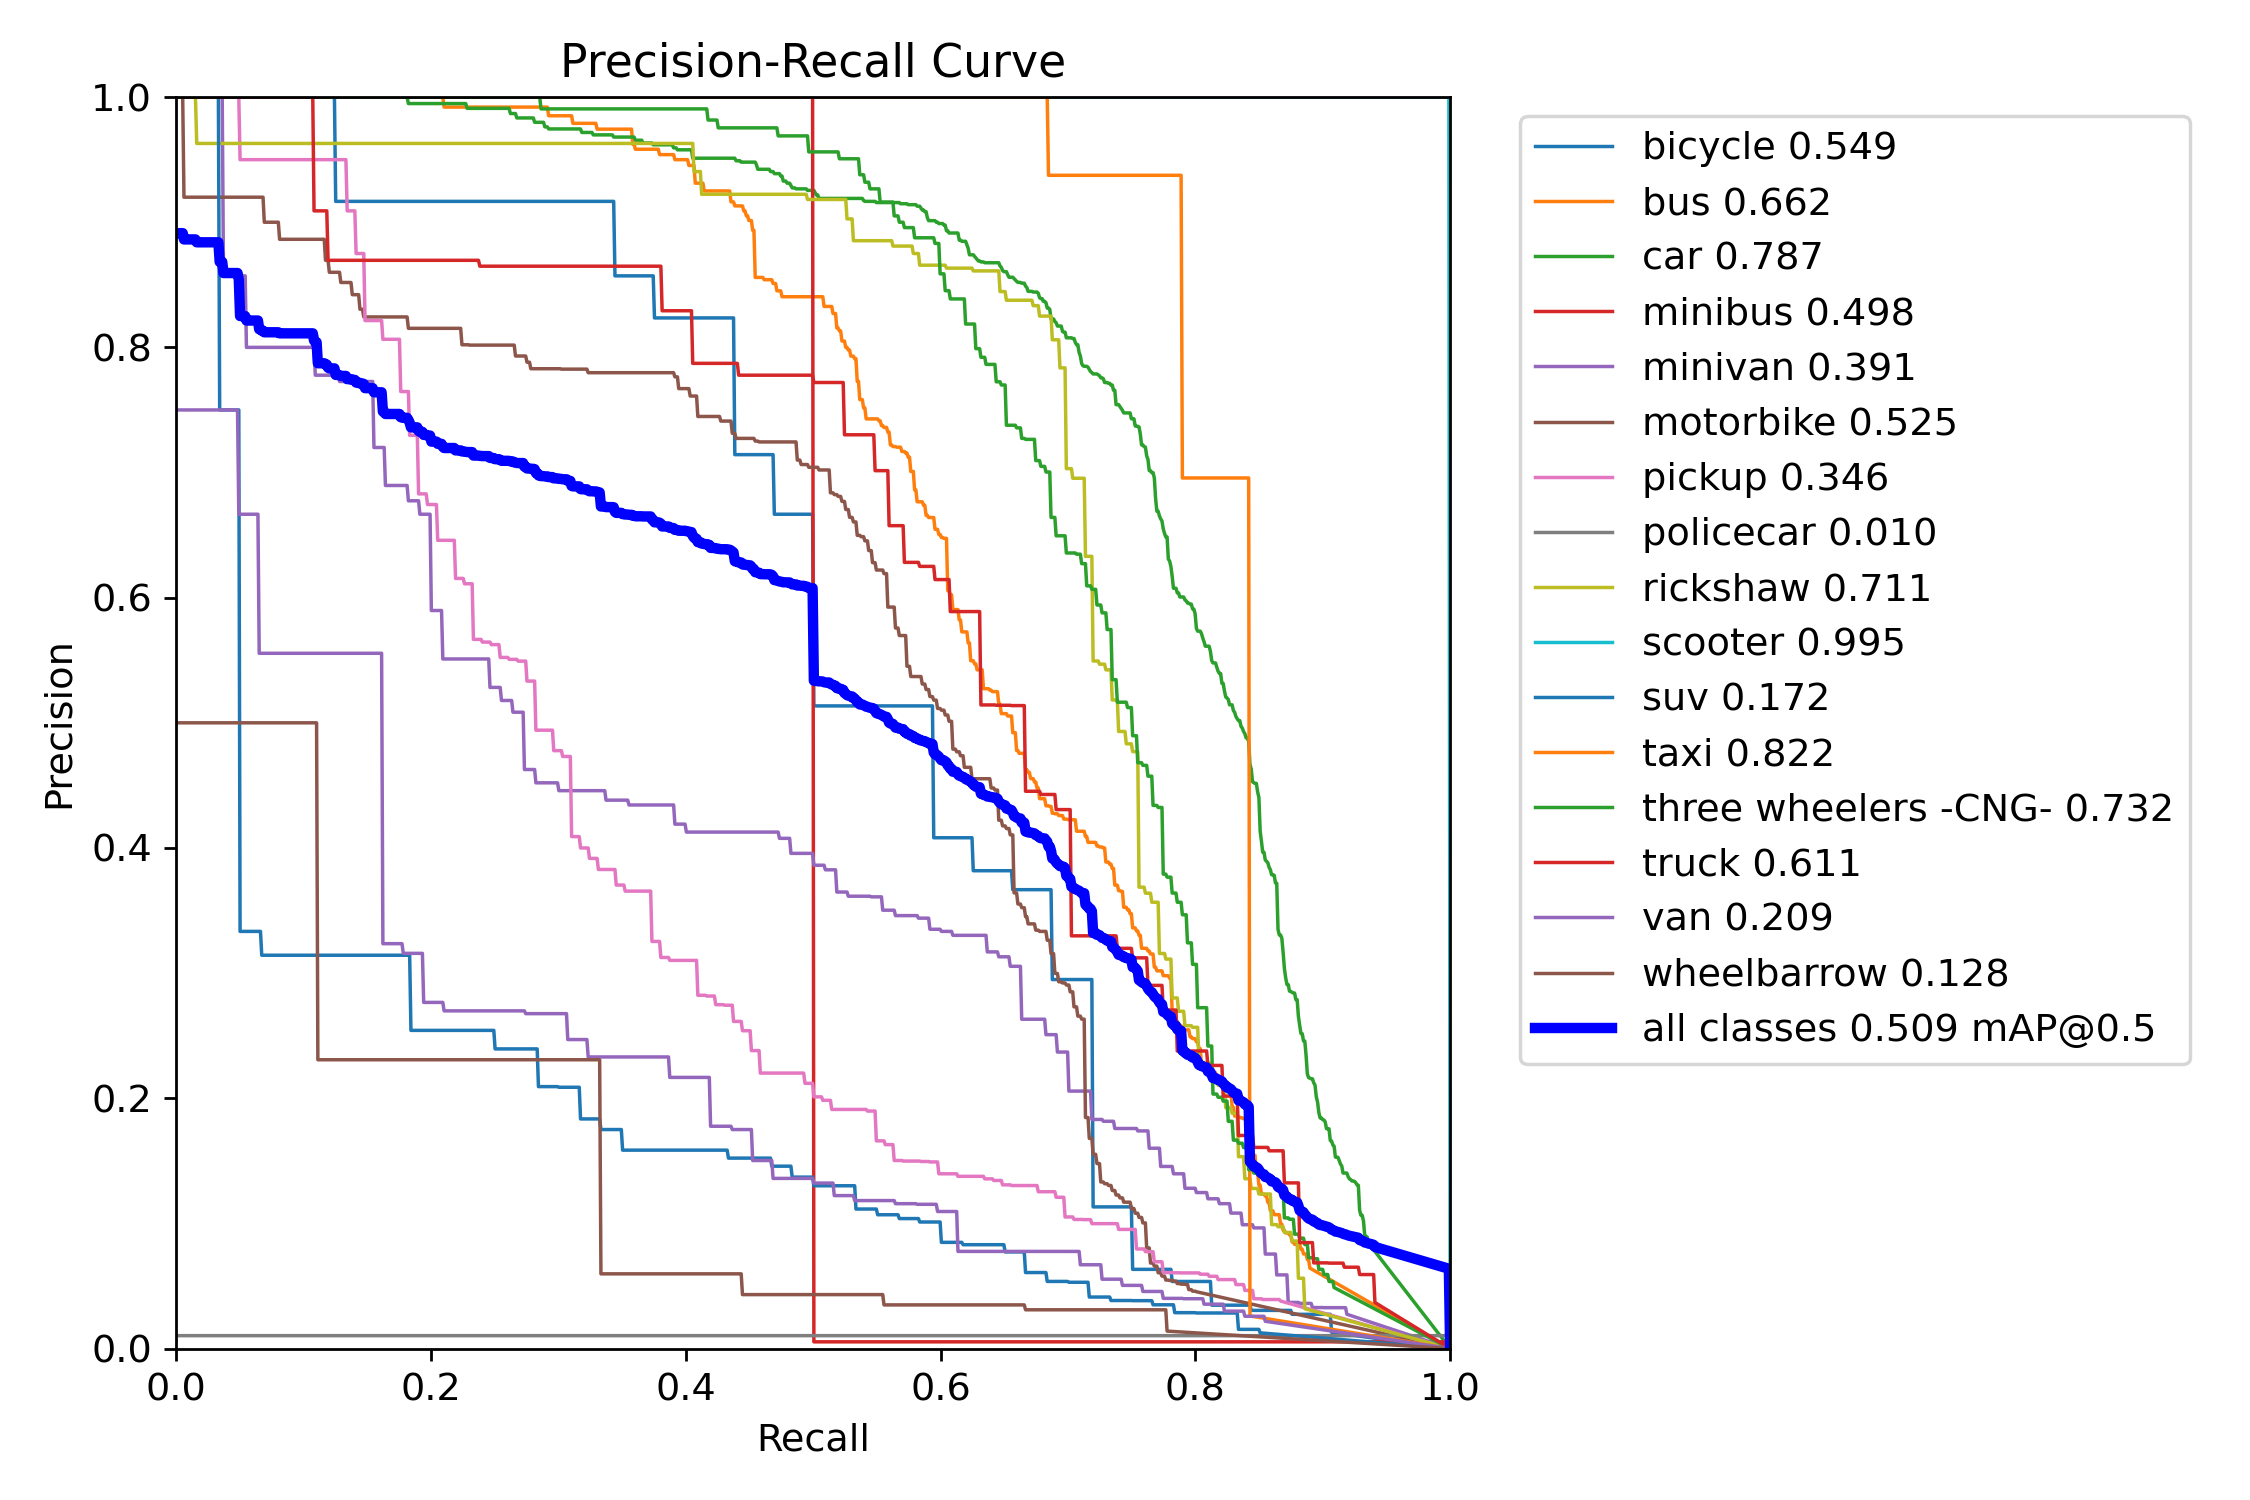 Precision-Recall Curve
1.0
0.8
0.6
0.4
0.2
0.0
Precision
0.0 0.2 0.4 0.6 0.8 1.0
Recall
bicycle 0.549
bus 0.662
car 0.787
minibus 0.498
minivan 0.391
motorbike 0.525
pickup 0.346
policecar 0.010
rickshaw 0.711
scooter 0.995
suv 0.172
taxi 0.822
three wheelers -CNG- 0.732
truck 0.611
van 0.209
wheelbarrow 0.128
all classes 0.509 mAP@0.5